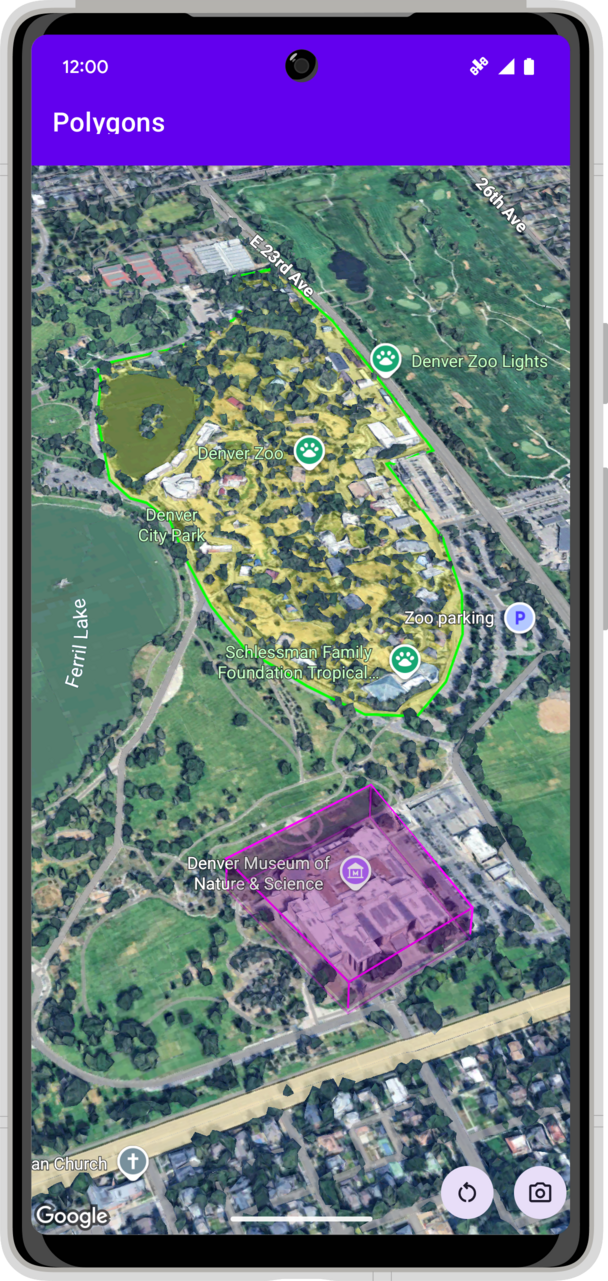 12:00
Polygons
26th Ave
E 23rd Ave
Denver Zoo Lights
Denver Zoo
Denver
City Park
Ferril Lake
Zoo parking
P
Schlessman Family
Foundation Tropical...
Denver Museum of
Nature & Science
an Church
Google